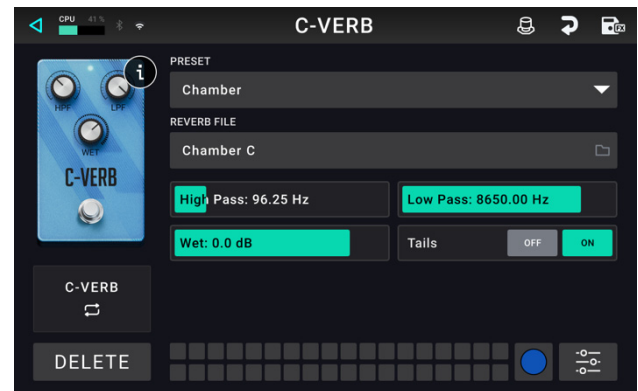 CPU 41 %
C-VERB
i
PRESET
Chamber
REVERB FILE
Chamber C
HPF LPF
WET
C-VERB
High Pass: 96.25 Hz
Low Pass: 8650.00 Hz
Wet: 0.0 dB
Tails OFF ON
C-VERB
DELETE